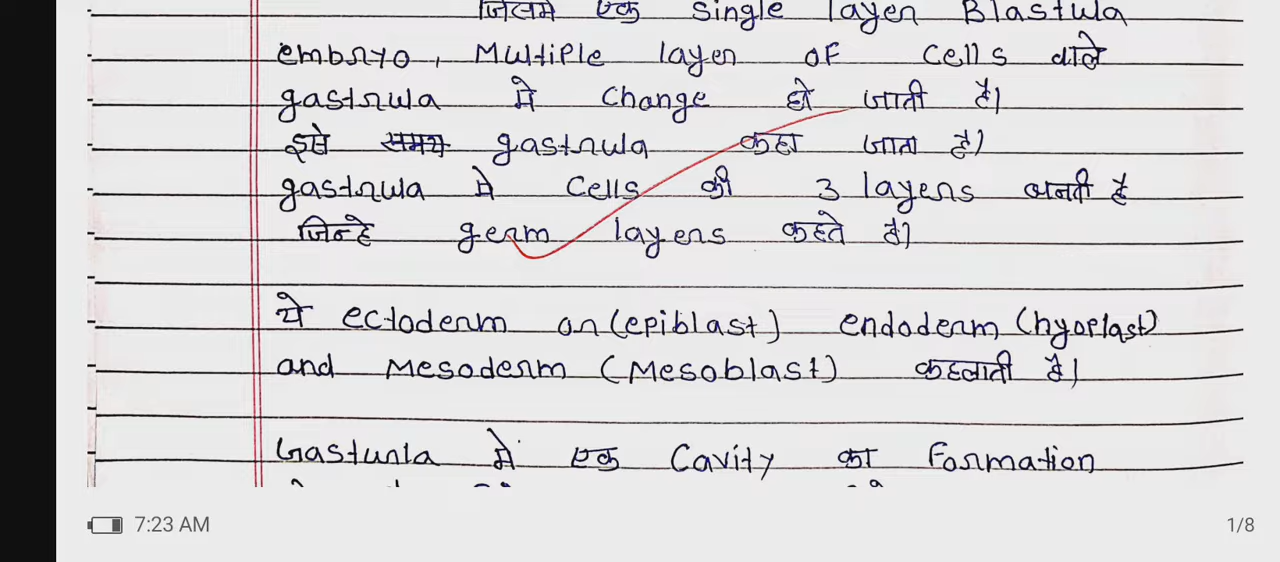 जिसमे एक single layer Blastula
embryo, Multiple layer of cells वाले
gastrula मे change हो जाती है।
इसे समय gastrula कहा जाता है।
gastrula मे cells की 3 layers बनती है
जिन्हे germ layers कहते है।
ये ectoderm or (epiblast) endoderm (hyoplast)
and Mesoderm (Mesoblast) कहलाती है।
Gasturla मे एक cavity का Formation
7:23 AM
1/8